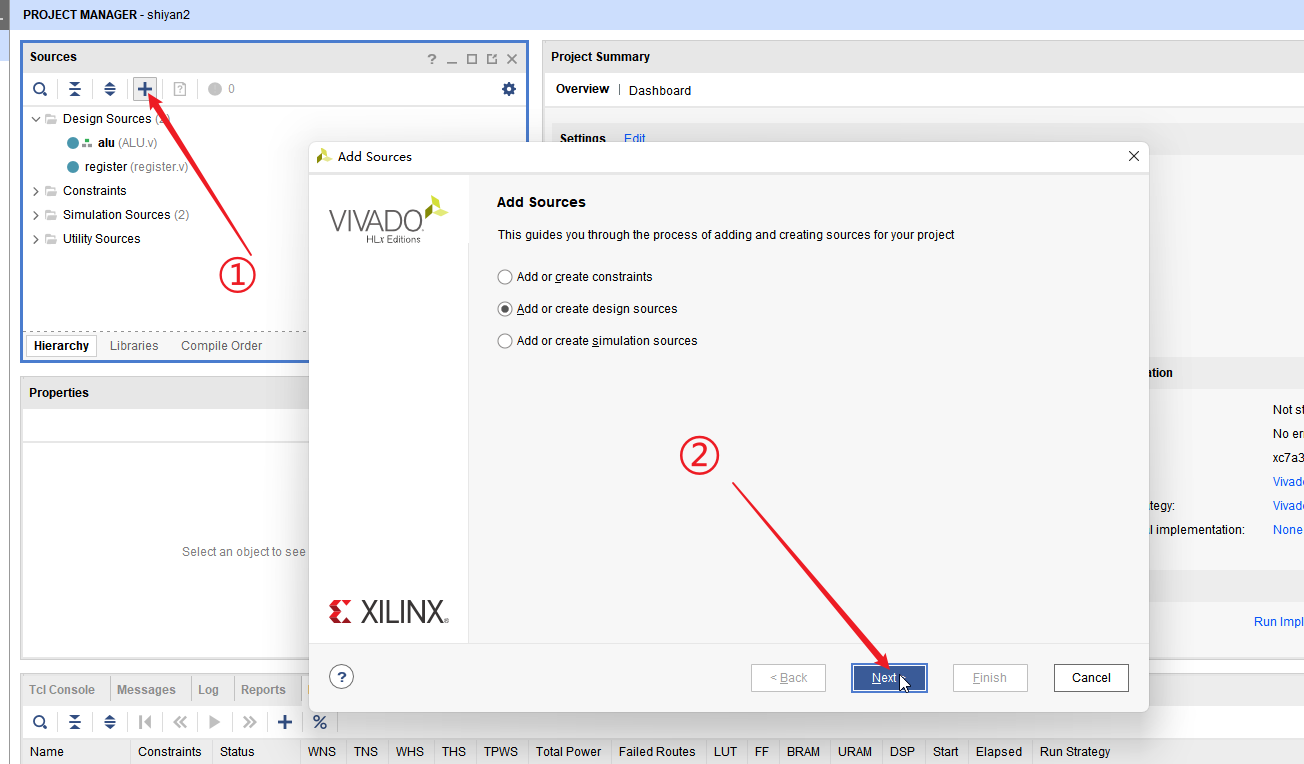 PROJECT MANAGER - shiyan2
Sources
Project Summary
? 0
Overview | Dashboard
Design Sources (2)
alu (ALU.v)
register (register.v)
Constraints
Simulation Sources (2)
Utility Sources
Settings Edit
①
Hierarchy Libraries Compile Order
Properties
Select an object to see
Add Sources
VIVADO
HLx Editions
Add Sources
This guides you through the process of adding and creating sources for your project
Add or create constraints
Add or create design sources
Add or create simulation sources
②
XILINX
?
< Back Next Finish Cancel
Not st
No er
xc7a3
Vivado
tegy: Vivado
l implementation: None
Run Impl
Tcl Console Messages Log Reports
Name Constraints Status WNS TNS WHS THS TPWS Total Power Failed Routes LUT FF BRAM URAM DSP Start Elapsed Run Strategy